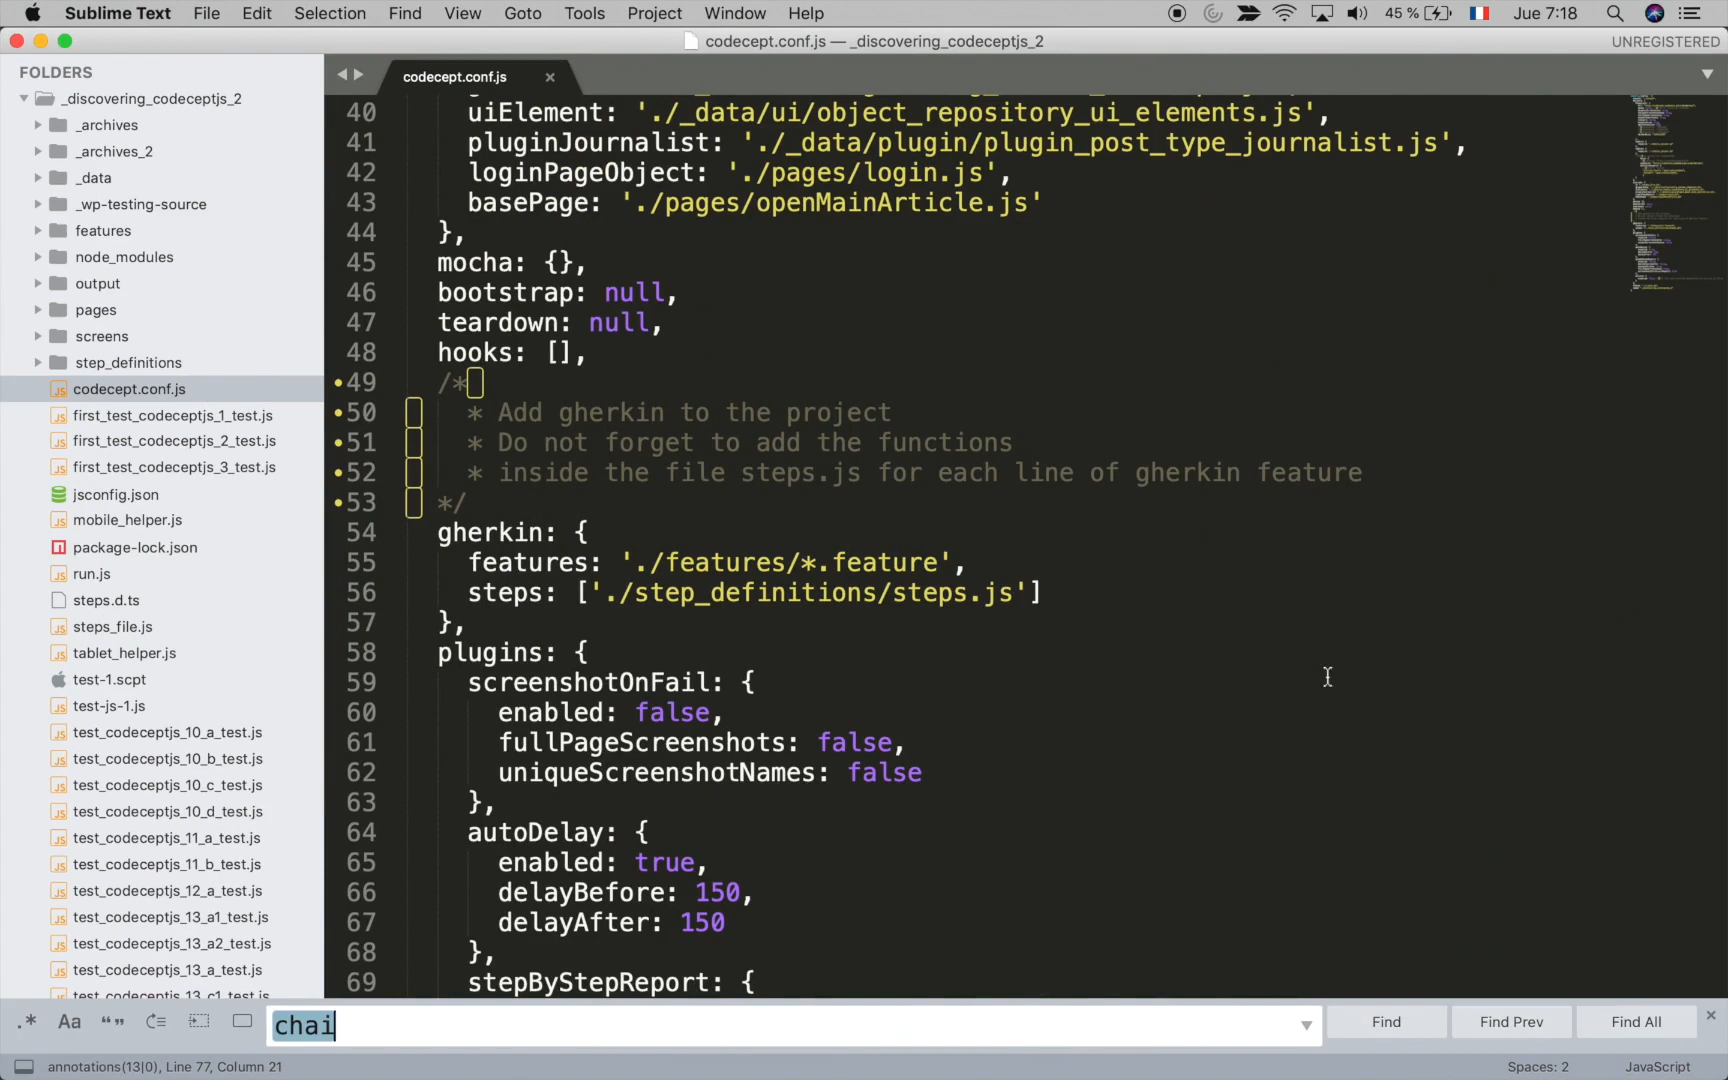 Sublime Text File Edit Selection Find View Goto Tools Project Window Help 45 % Jue 7:18
codecept.conf.js — _discovering_codeceptjs_2 UNREGISTERED
FOLDERS
_discovering_codeceptjs_2
_archives
_archives_2
_data
_wp-testing-source
features
node_modules
output
pages
screens
step_definitions
codecept.conf.js
first_test_codeceptjs_1_test.js
first_test_codeceptjs_2_test.js
first_test_codeceptjs_3_test.js
jsconfig.json
mobile_helper.js
package-lock.json
run.js
steps.d.ts
steps_file.js
tablet_helper.js
test-1.scpt
test-js-1.js
test_codeceptjs_10_a_test.js
test_codeceptjs_10_b_test.js
test_codeceptjs_10_c_test.js
test_codeceptjs_10_d_test.js
test_codeceptjs_11_a_test.js
test_codeceptjs_11_b_test.js
test_codeceptjs_12_a_test.js
test_codeceptjs_13_a1_test.js
test_codeceptjs_13_a2_test.js
test_codeceptjs_13_a_test.js
test_codeceptjs_13_c1_test.js
codecept.conf.js
40 uiElement: './_data/ui/object_repository_ui_elements.js',
41 pluginJournalist: './_data/plugin/plugin_post_type_journalist.js',
42 loginPageObject: './pages/login.js',
43 basePage: './pages/openMainArticle.js'
44 },
45 mocha: {},
46 bootstrap: null,
47 teardown: null,
48 hooks: [],
49 /*
50 * Add gherkin to the project
51 * Do not forget to add the functions
52 * inside the file steps.js for each line of gherkin feature
53 */
54 gherkin: {
55 features: './features/*.feature',
56 steps: ['./step_definitions/steps.js']
57 },
58 plugins: {
59 screenshotOnFail: {
60 enabled: false,
61 fullPageScreenshots: false,
62 uniqueScreenshotNames: false
63 },
64 autoDelay: {
65 enabled: true,
66 delayBefore: 150,
67 delayAfter: 150
68 },
69 stepByStepReport: {
.* Aa “” chai Find Find Prev Find All
annotations(13|0), Line 77, Column 21 Spaces: 2 JavaScript